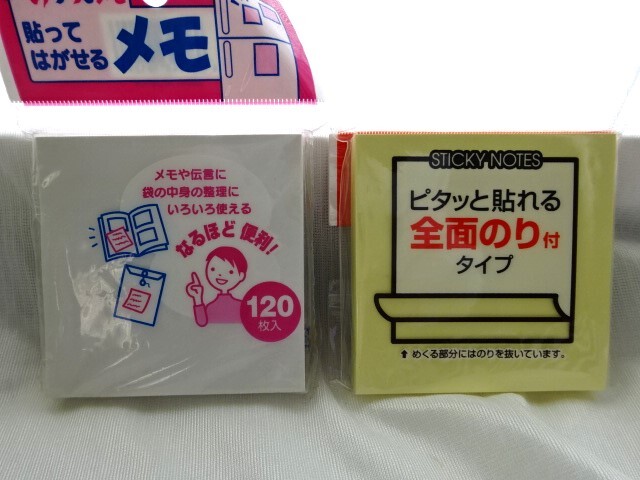 貼って
はがせる
メモ
メモや伝言に
袋の中身の整理に
いろいろ使える
なるほど便利!
120
枚入
STICKY NOTES
ピタッと貼れる
全面のり付
タイプ
⬆めくる部分にはのりを抜いています。